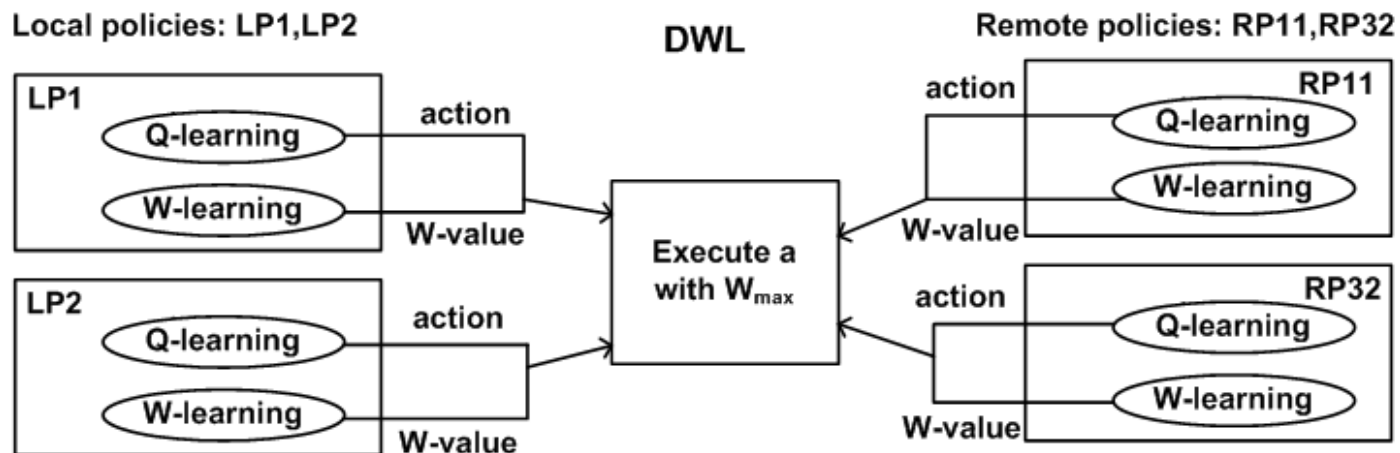 Local policies: LP1,LP2
DWL
Remote policies: RP11,RP32
LP1
Q-learning
W-learning
action
W-value
LP2
Q-learning
W-learning
action
W-value
Execute a
with Wmax
RP11
Q-learning
W-learning
action
W-value
RP32
Q-learning
W-learning
action
W-value